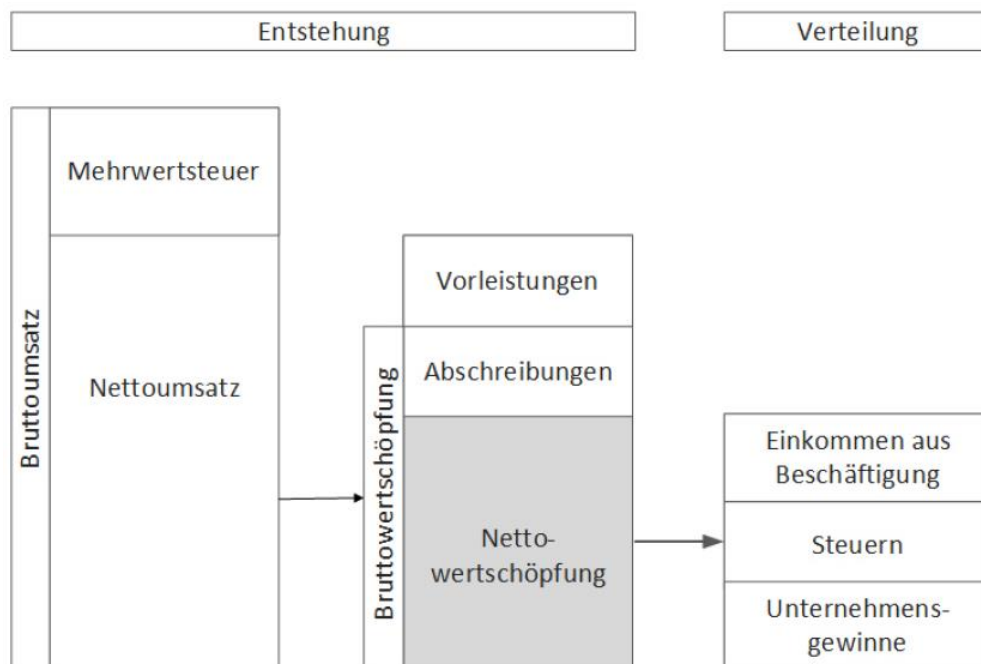 Entstehung
Verteilung
Bruttoumsatz
Mehrwertsteuer
Nettoumsatz
Bruttowertschöpfung
Vorleistungen
Abschreibungen
Netto-
wertschöpfung
Einkommen aus
Beschäftigung
Steuern
Unternehmens-
gewinne